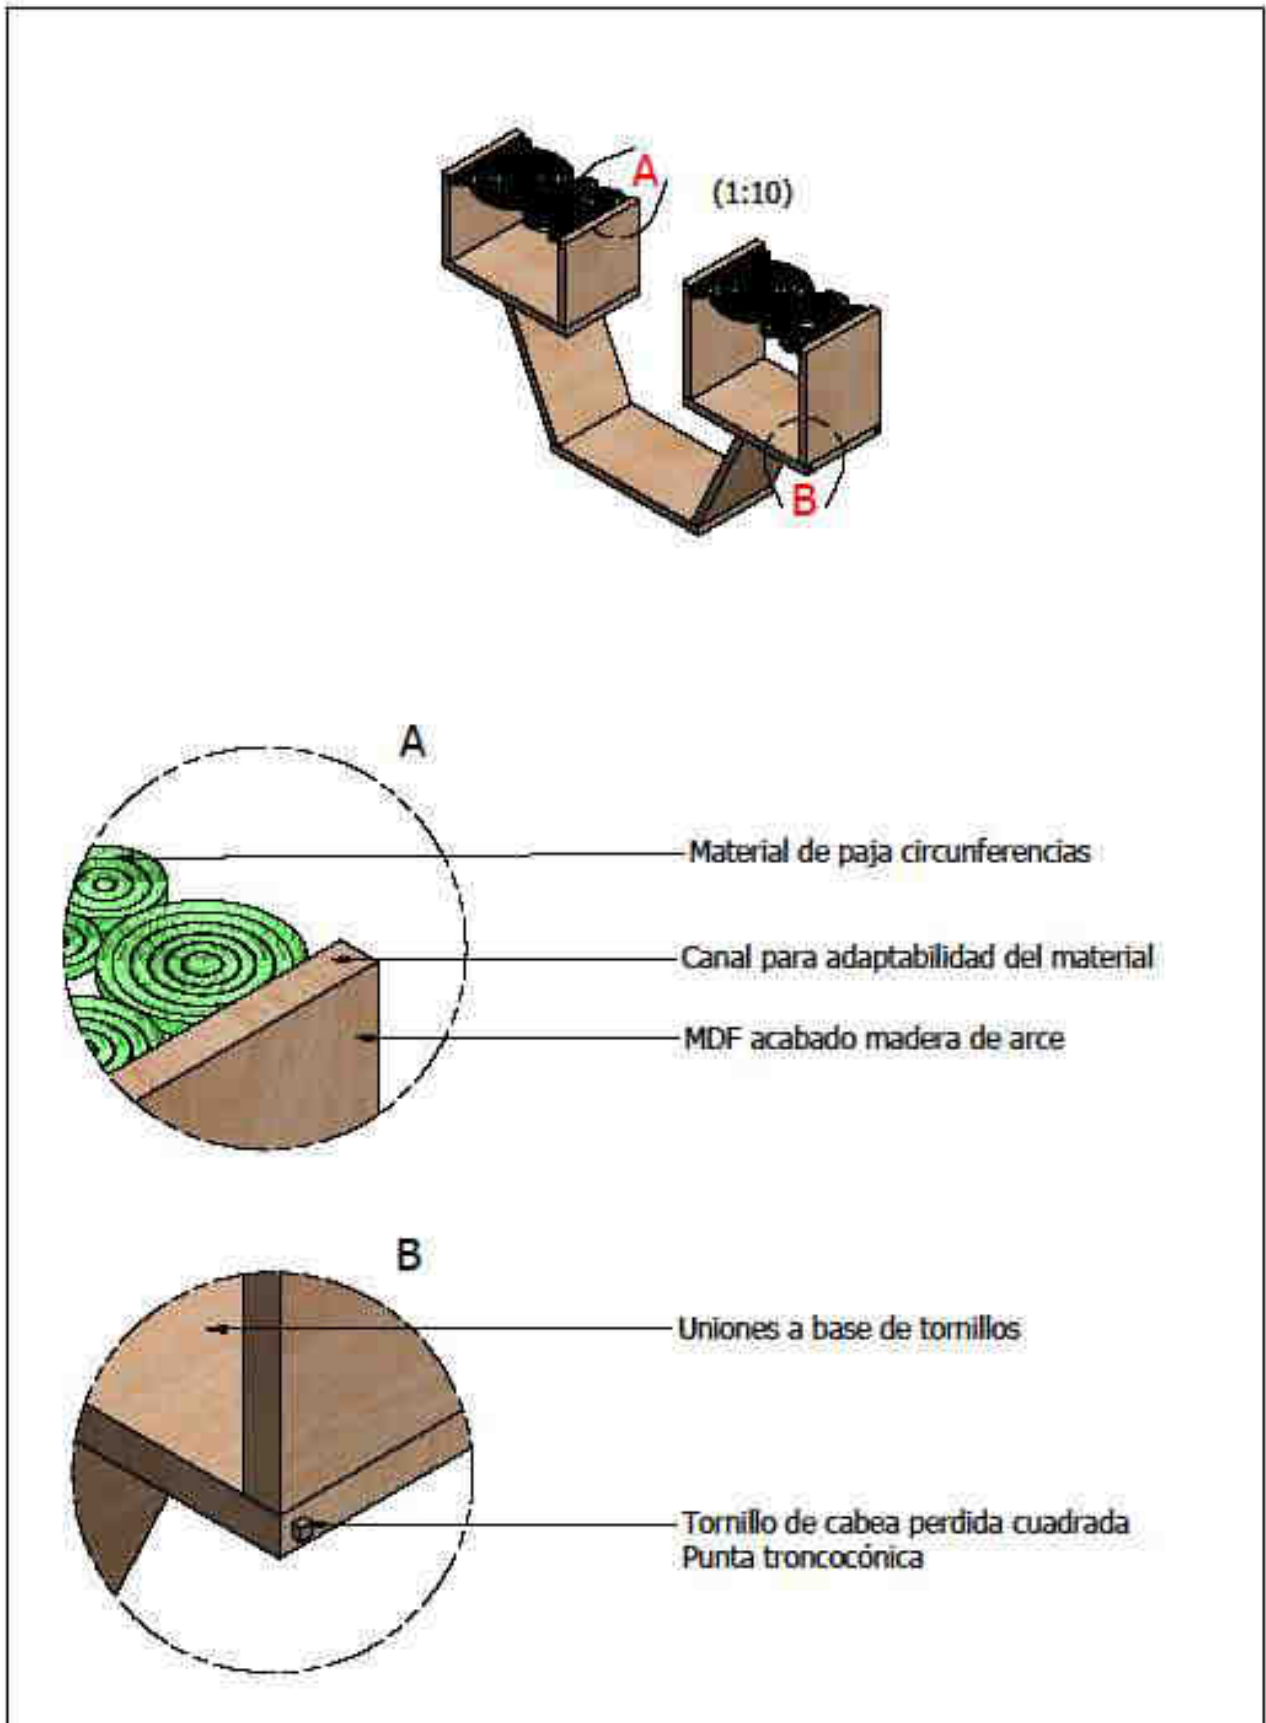 A
(1:10)
B
A
Material de paja circunferencias
Canal para adaptabilidad del material
MDF acabado madera de arce
B
Uniones a base de tornillos
Tornillo de cabea perdida cuadrada
Punta troncocónica